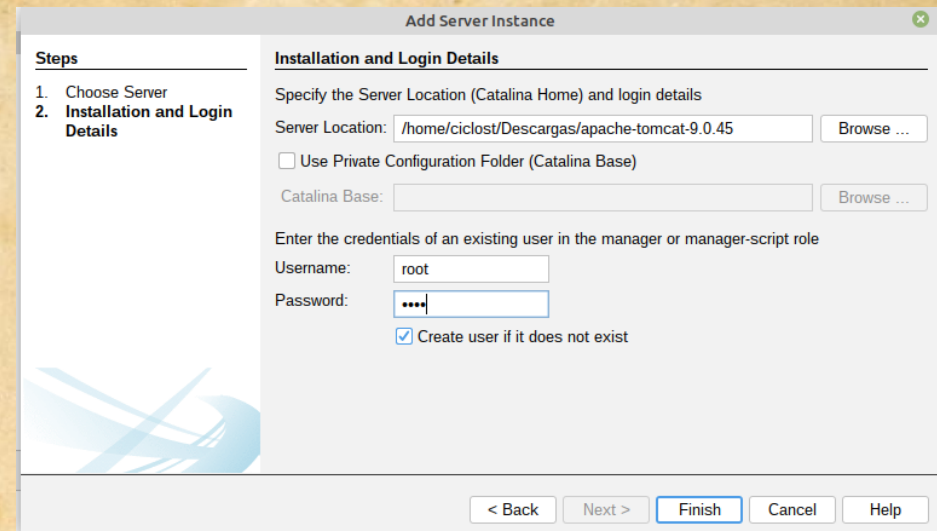 Add Server Instance
Steps
1. Choose Server
2. Installation and Login
Details
Installation and Login Details
Specify the Server Location (Catalina Home) and login details
Server Location: /home/ciclost/Descargas/apache-tomcat-9.0.45 Browse ...
Use Private Configuration Folder (Catalina Base)
Catalina Base: Browse ...
Enter the credentials of an existing user in the manager or manager-script role
Username: root
Password: ••••
Create user if it does not exist
< Back Next > Finish Cancel Help